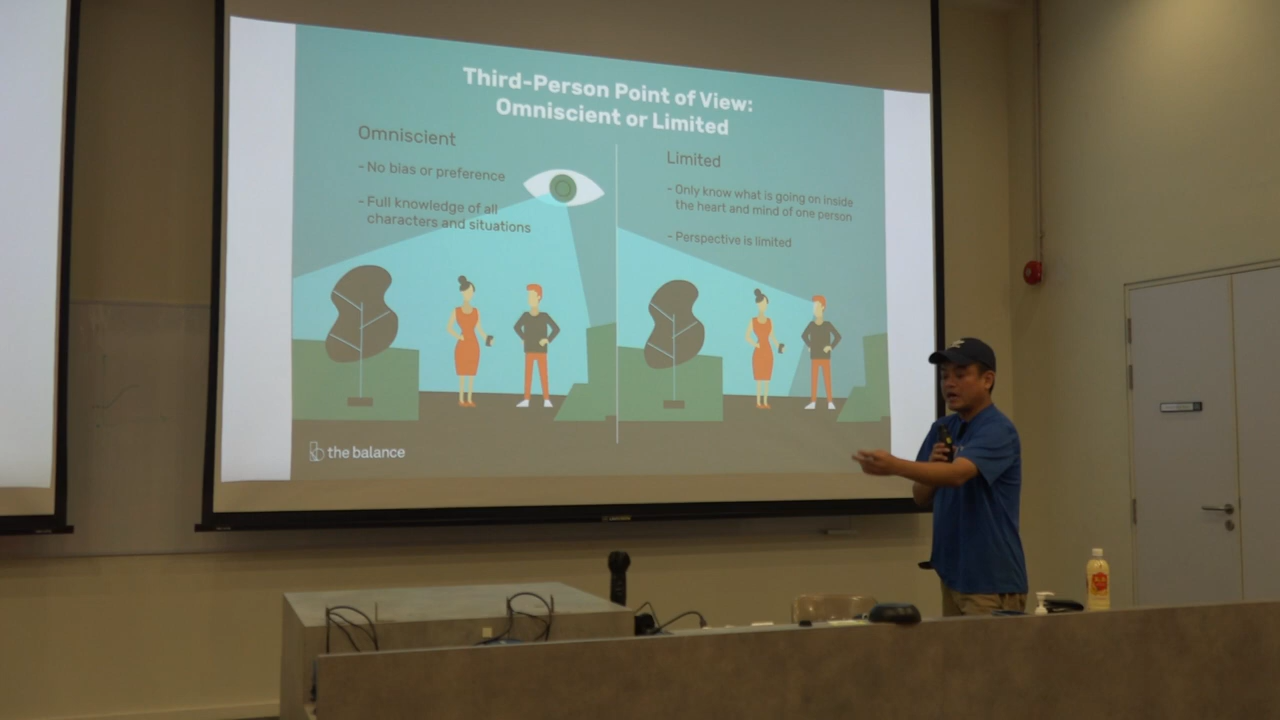 Third-Person Point of View:
Omniscient or Limited
Omniscient
- No bias or preference
- Full knowledge of all
characters and situations
Limited
- Only know what is going on inside
the heart and mind of one person
- Perspective is limited
the balance